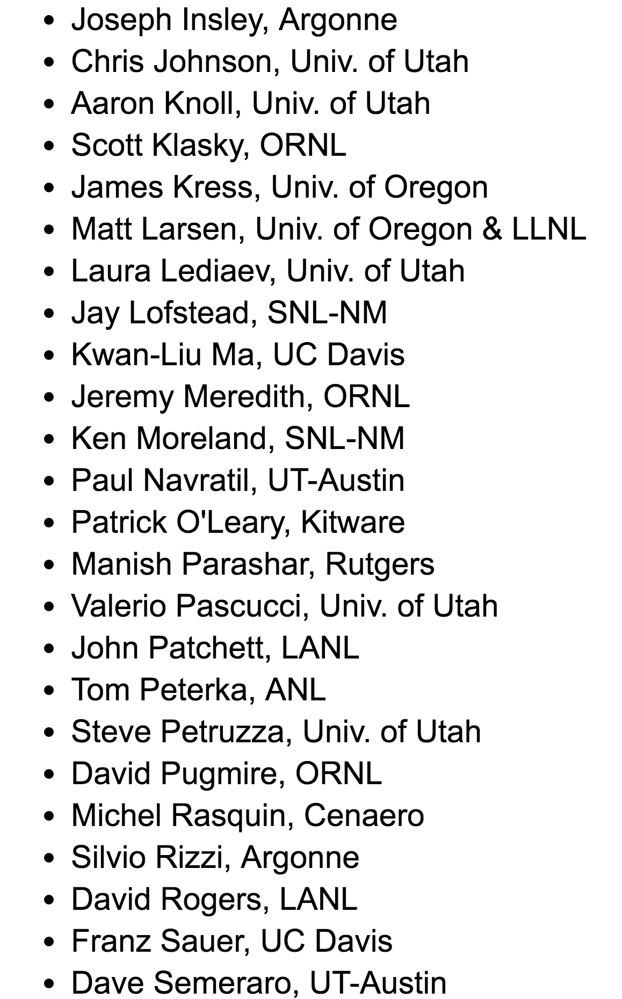 • Joseph Insley, Argonne
• Chris Johnson, Univ. of Utah
• Aaron Knoll, Univ. of Utah
• Scott Klasky, ORNL
• James Kress, Univ. of Oregon
• Matt Larsen, Univ. of Oregon & LLNL
• Laura Lediaev, Univ. of Utah
• Jay Lofstead, SNL-NM
• Kwan-Liu Ma, UC Davis
• Jeremy Meredith, ORNL
• Ken Moreland, SNL-NM
• Paul Navratil, UT-Austin
• Patrick O'Leary, Kitware
• Manish Parashar, Rutgers
• Valerio Pascucci, Univ. of Utah
• John Patchett, LANL
• Tom Peterka, ANL
• Steve Petruzza, Univ. of Utah
• David Pugmire, ORNL
• Michel Rasquin, Cenaero
• Silvio Rizzi, Argonne
• David Rogers, LANL
• Franz Sauer, UC Davis
• Dave Semeraro, UT-Austin